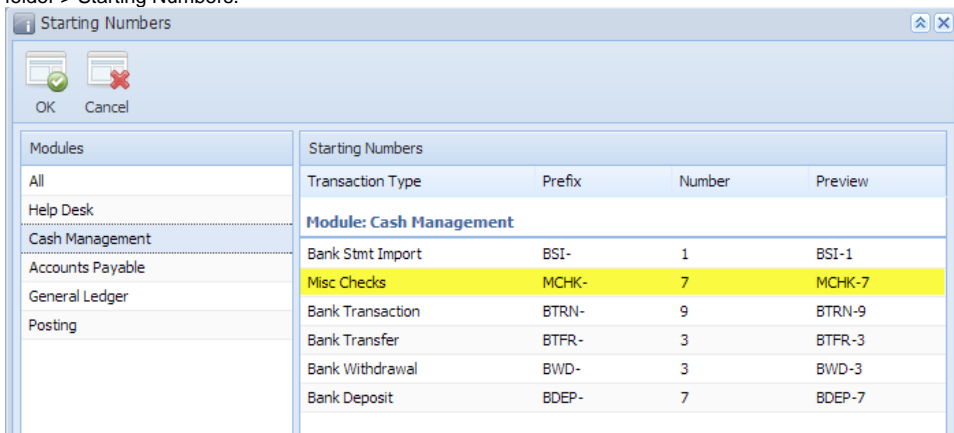 folder > Starting Numbers.
Starting Numbers
OK Cancel
Modules
All
Help Desk
Cash Management
Accounts Payable
General Ledger
Posting
Starting Numbers
Transaction Type Prefix Number Preview
Module: Cash Management
Bank Stmt Import BSI- 1 BSI-1
Misc Checks MCHK- 7 MCHK-7
Bank Transaction BTRN- 9 BTRN-9
Bank Transfer BTFR- 3 BTFR-3
Bank Withdrawal BWD- 3 BWD-3
Bank Deposit BDEP- 7 BDEP-7